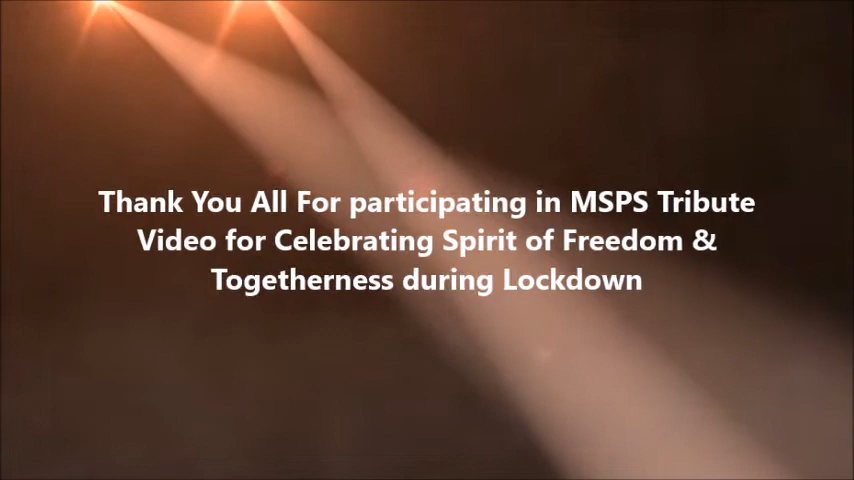 Thank You All For participating in MSPS Tribute
Video for Celebrating Spirit of Freedom &
Togetherness during Lockdown